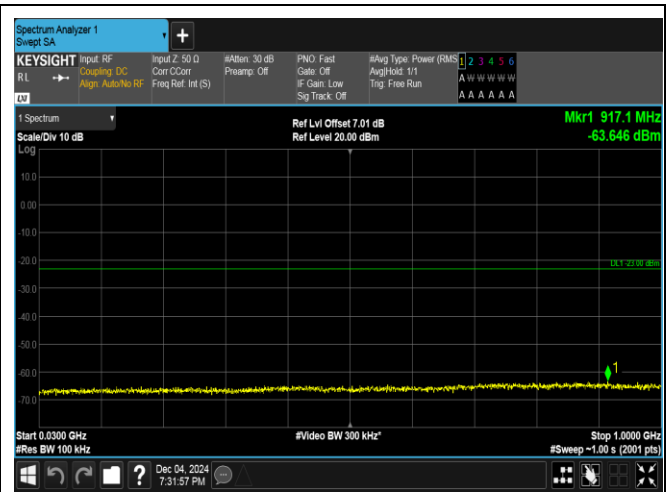 Spectrum Analyzer 1
Swept SA
KEYSIGHT
RL
Input: RF
Coupling: DC
Align: Auto/No RF
Input Z: 50 Ω
Corr CCorr
Freq Ref: Int (S)
#Atten: 30 dB
Preamp: Off
PNO: Fast
Gate: Off
IF Gain: Low
Sig Track: Off
#Avg Type: Power (RMS
Avg|Hold: 1/1
Trig: Free Run
1 2 3 4 5 6
A W W W W W
A A A A A A
1 Spectrum
Scale/Div 10 dB
Log
Ref Lvl Offset 7.01 dB
Ref Level 20.00 dBm
Mkr1 917.1 MHz
-63.646 dBm
10.0
0.00
-10.0
-20.0
DL1 -23.00 dBm
-30.0
-40.0
-50.0
-60.0
1
-70.0
Start 0.0300 GHz
#Res BW 100 kHz
#Video BW 300 kHz*
Stop 1.0000 GHz
#Sweep ~1.00 s (2001 pts)
?
Dec 04, 2024
7:31:57 PM